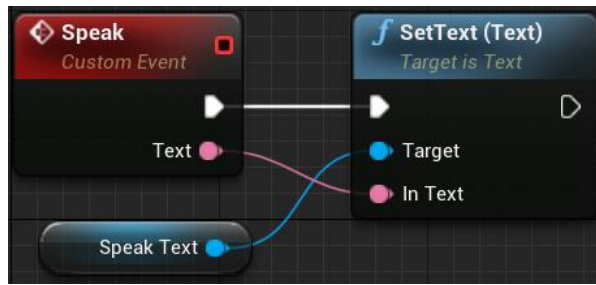 Speak
Custom Event
Text
Speak Text
SetText (Text)
Target is Text
Target
In Text